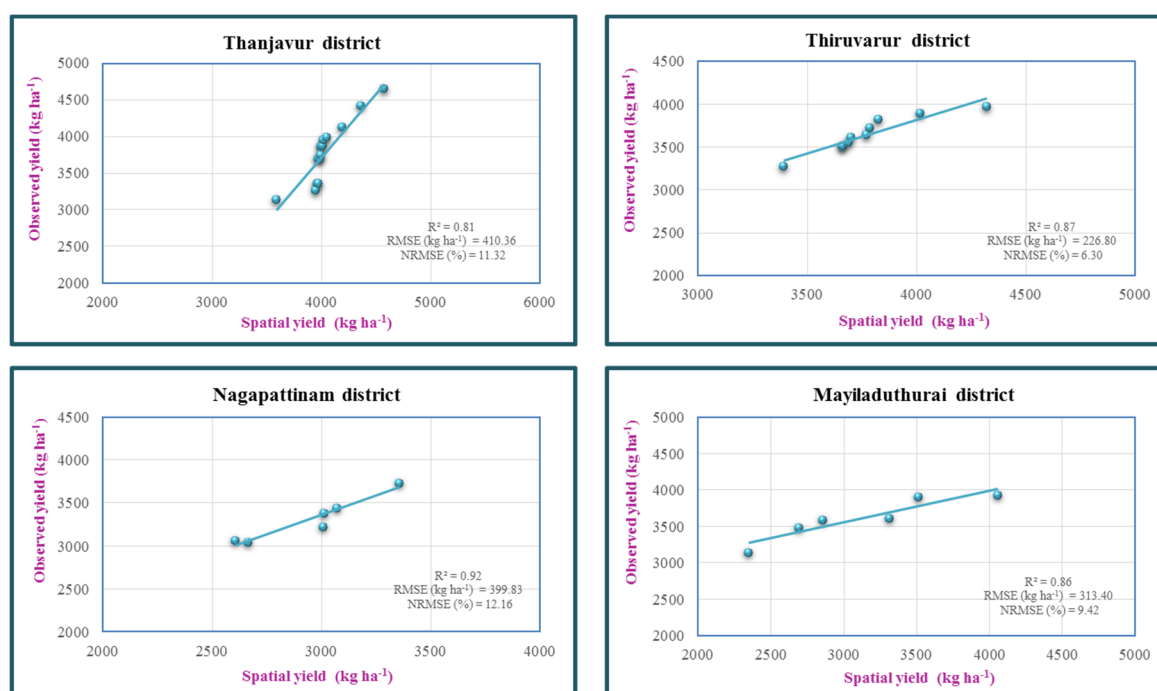 Thanjavur district
Observed yield (kg ha⁻¹)
5000
4500
4000
3500
3000
2500
2000
R² = 0.81
RMSE (kg ha⁻¹) = 410.36
NRMSE (%) = 11.32
2000 3000 4000 5000 6000
Spatial yield (kg ha⁻¹)
Thiruvarur district
Observed yield (kg ha⁻¹)
4500
4000
3500
3000
2500
2000
R² = 0.87
RMSE (kg ha⁻¹) = 226.80
NRMSE (%) = 6.30
3000 3500 4000 4500 5000
Spatial yield (kg ha⁻¹)
Nagapattinam district
Observed yield (kg ha⁻¹)
4500
4000
3500
3000
2500
2000
R² = 0.92
RMSE (kg ha⁻¹) = 399.83
NRMSE (%) = 12.16
2000 2500 3000 3500 4000
Spatial yield (kg ha⁻¹)
Mayiladuthurai district
Observed yield (kg ha⁻¹)
5000
4500
4000
3500
3000
2500
2000
R² = 0.86
RMSE (kg ha⁻¹) = 313.40
NRMSE (%) = 9.42
2000 2500 3000 3500 4000 4500 5000
Spatial yield (kg ha⁻¹)